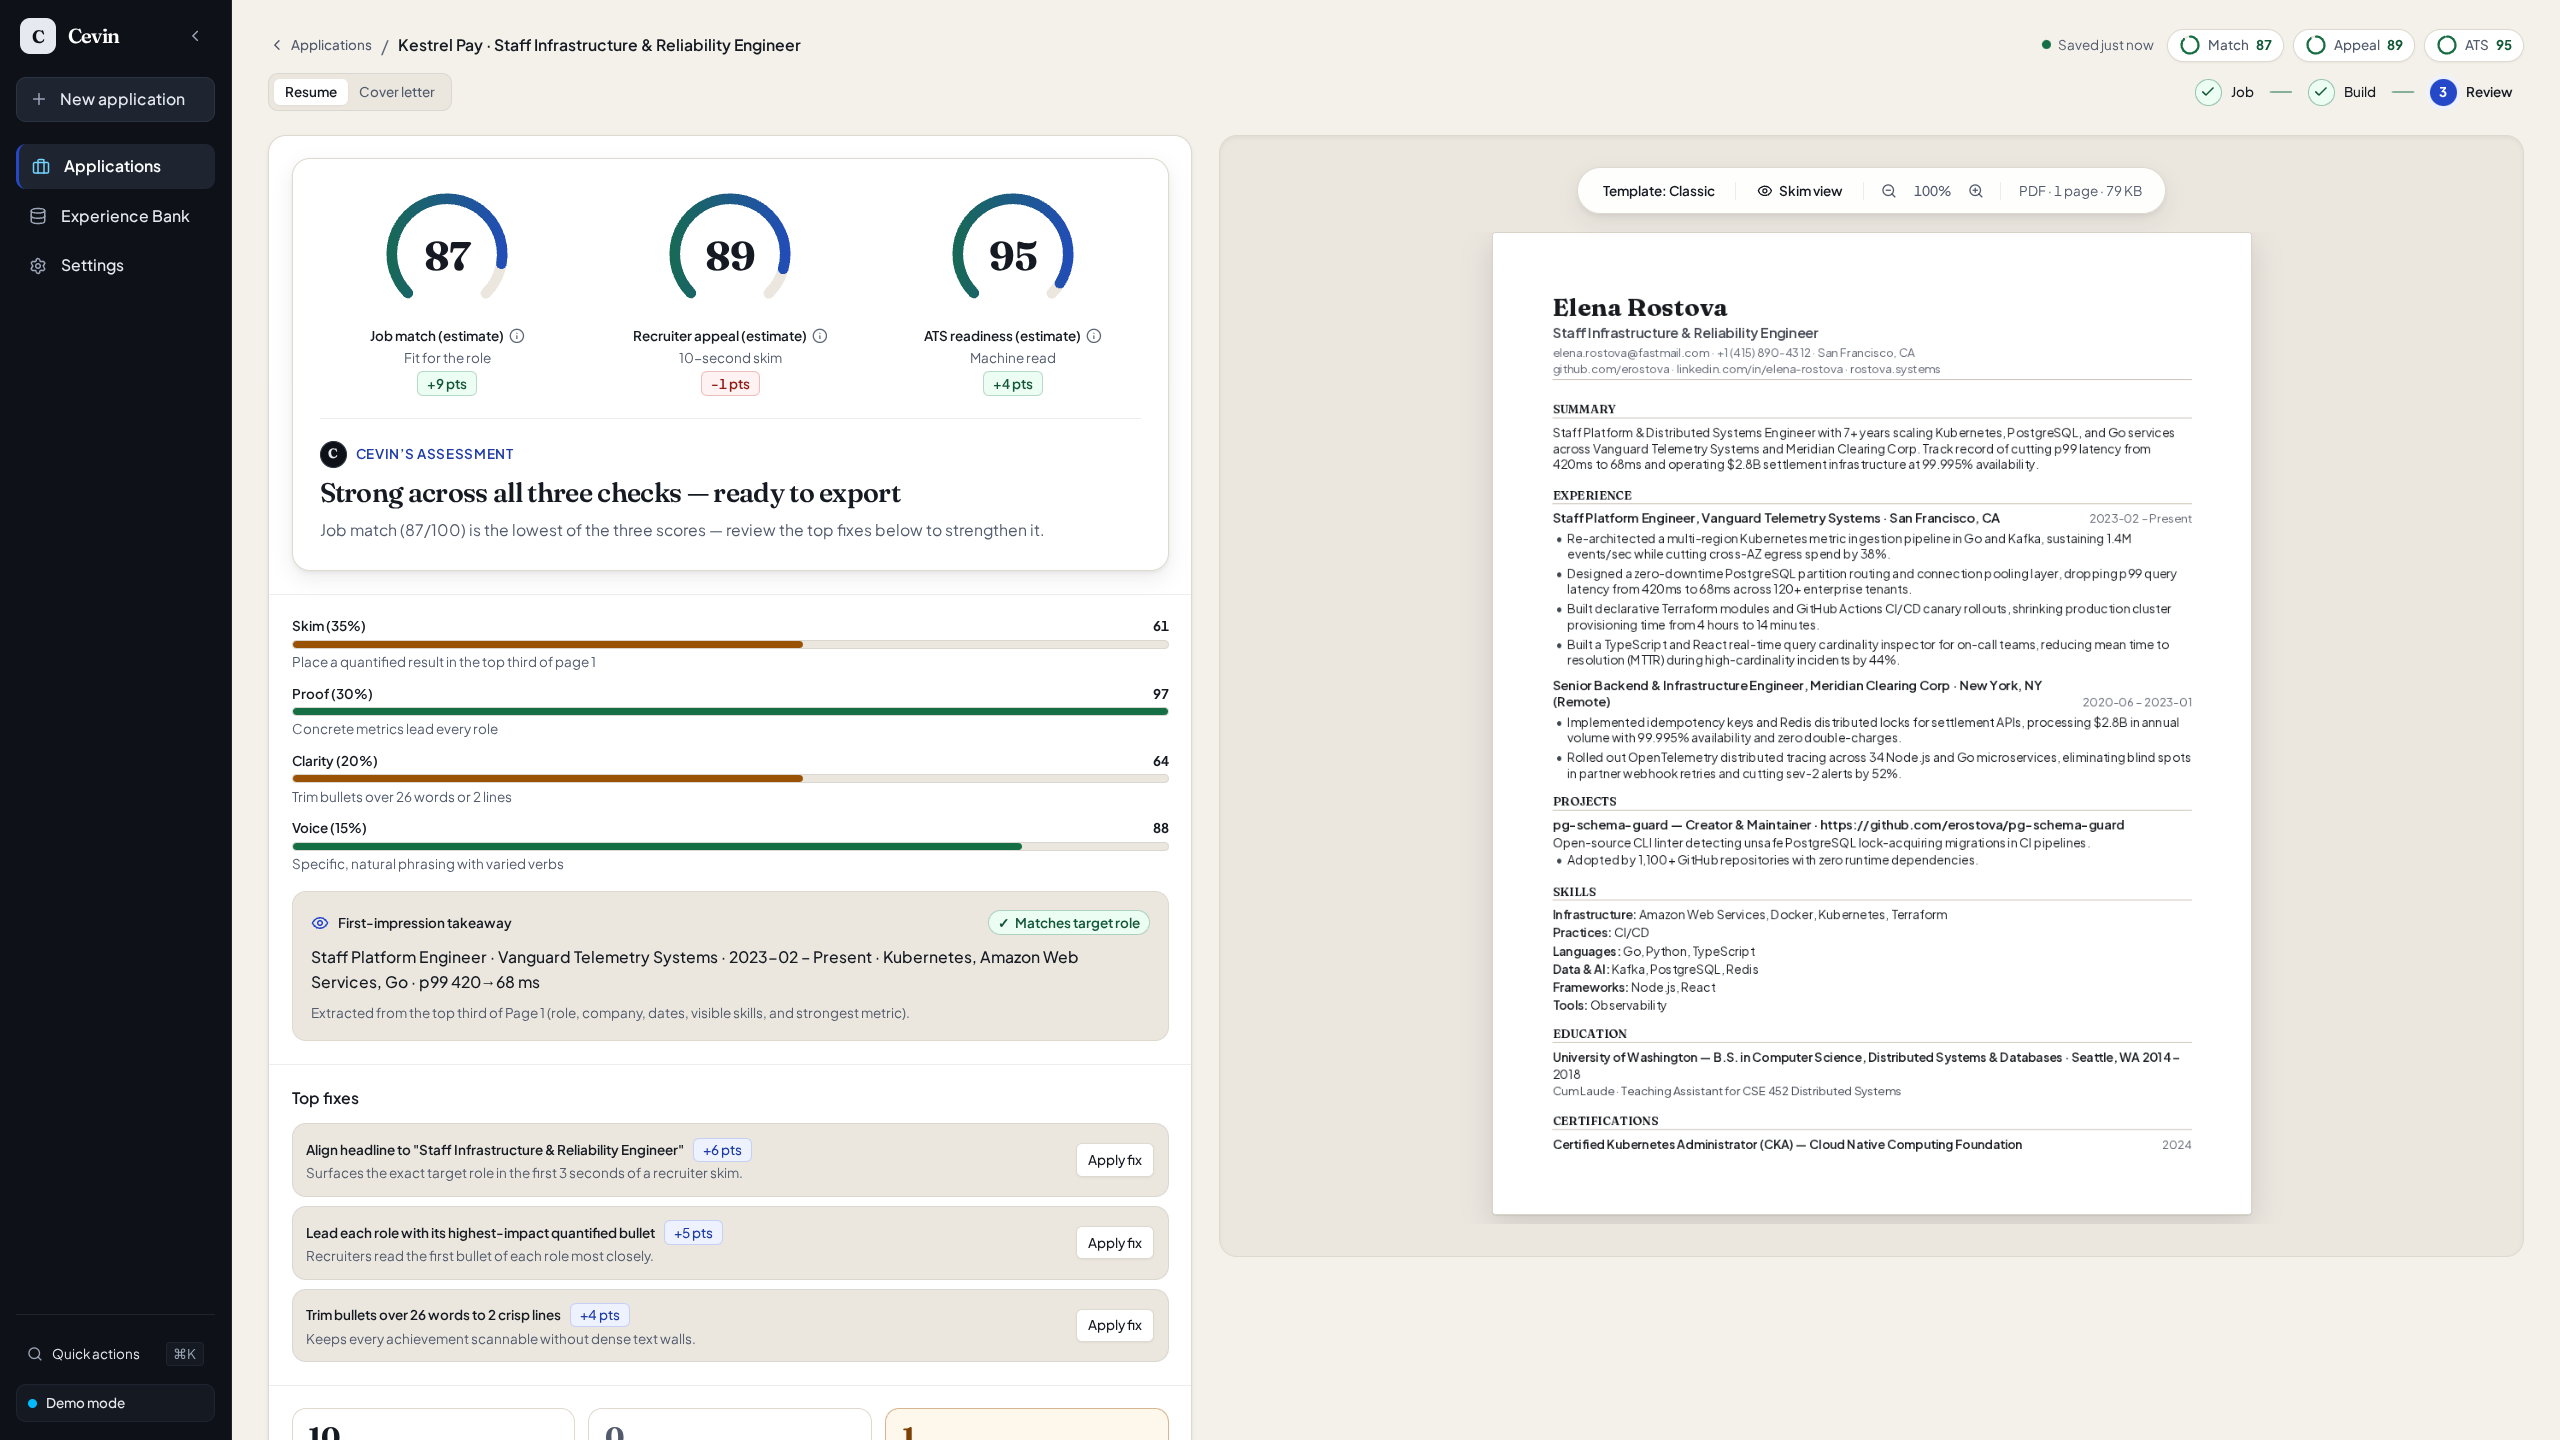 C Cevin
New application
Applications
Experience Bank
Settings
Quick actions ⌘K
Demo mode
Applications / Kestrel Pay · Staff Infrastructure & Reliability Engineer
Saved just now
Match 87
Appeal 89
ATS 95
Resume
Cover letter
Job
Build
3 Review
87
Job match (estimate)
Fit for the role
+9 pts
89
Recruiter appeal (estimate)
10-second skim
-1 pts
95
ATS readiness (estimate)
Machine read
+4 pts
C CEVIN'S ASSESSMENT
Strong across all three checks — ready to export
Job match (87/100) is the lowest of the three scores — review the top fixes below to strengthen it.
Skim (35%) 61
Place a quantified result in the top third of page 1
Proof (30%) 97
Concrete metrics lead every role
Clarity (20%) 64
Trim bullets over 26 words or 2 lines
Voice (15%) 88
Specific, natural phrasing with varied verbs
First-impression takeaway
✓ Matches target role
Staff Platform Engineer · Vanguard Telemetry Systems · 2023-02 – Present · Kubernetes, Amazon Web
Services, Go · p99 420→68 ms
Extracted from the top third of Page 1 (role, company, dates, visible skills, and strongest metric).
Top fixes
Align headline to "Staff Infrastructure & Reliability Engineer" +6 pts
Surfaces the exact target role in the first 3 seconds of a recruiter skim.
Apply fix
Lead each role with its highest-impact quantified bullet +5 pts
Recruiters read the first bullet of each role most closely.
Apply fix
Trim bullets over 26 words to 2 crisp lines +4 pts
Keeps every achievement scannable without dense text walls.
Apply fix
10
0
1
Template: Classic
Skim view
100%
PDF · 1 page · 79 KB
Elena Rostova
Staff Infrastructure & Reliability Engineer
elena.rostova@fastmail.com · +1 (415) 890-4312 · San Francisco, CA
github.com/erostova · linkedin.com/in/elena-rostova · rostova.systems
SUMMARY
Staff Platform & Distributed Systems Engineer with 7+ years scaling Kubernetes, PostgreSQL, and Go services
across Vanguard Telemetry Systems and Meridian Clearing Corp. Track record of cutting p99 latency from
420ms to 68ms and operating $2.8B settlement infrastructure at 99.995% availability.
EXPERIENCE
Staff Platform Engineer, Vanguard Telemetry Systems · San Francisco, CA 2023-02 – Present
• Re-architected a multi-region Kubernetes metric ingestion pipeline in Go and Kafka, sustaining 1.4M
events/sec while cutting cross-AZ egress spend by 38%.
• Designed a zero-downtime PostgreSQL partition routing and connection pooling layer, dropping p99 query
latency from 420ms to 68ms across 120+ enterprise tenants.
• Built declarative Terraform modules and GitHub Actions CI/CD canary rollouts, shrinking production cluster
provisioning time from 4 hours to 14 minutes.
• Built a TypeScript and React real-time query cardinality inspector for on-call teams, reducing mean time to
resolution (MTTR) during high-cardinality incidents by 44%.
Senior Backend & Infrastructure Engineer, Meridian Clearing Corp · New York, NY
(Remote) 2020-06 – 2023-01
• Implemented idempotency keys and Redis distributed locks for settlement APIs, processing $2.8B in annual
volume with 99.995% availability and zero double-charges.
• Rolled out OpenTelemetry distributed tracing across 34 Node.js and Go microservices, eliminating blind spots
in partner webhook retries and cutting sev-2 alerts by 52%.
PROJECTS
pg-schema-guard — Creator & Maintainer · https://github.com/erostova/pg-schema-guard
Open-source CLI linter detecting unsafe PostgreSQL lock-acquiring migrations in CI pipelines.
• Adopted by 1,100+ GitHub repositories with zero runtime dependencies.
SKILLS
Infrastructure: Amazon Web Services, Docker, Kubernetes, Terraform
Practices: CI/CD
Languages: Go, Python, TypeScript
Data & AI: Kafka, PostgreSQL, Redis
Frameworks: Node.js, React
Tools: Observability
EDUCATION
University of Washington — B.S. in Computer Science, Distributed Systems & Databases · Seattle, WA 2014 –
2018
Cum Laude · Teaching Assistant for CSE 452 Distributed Systems
CERTIFICATIONS
Certified Kubernetes Administrator (CKA) — Cloud Native Computing Foundation 2024